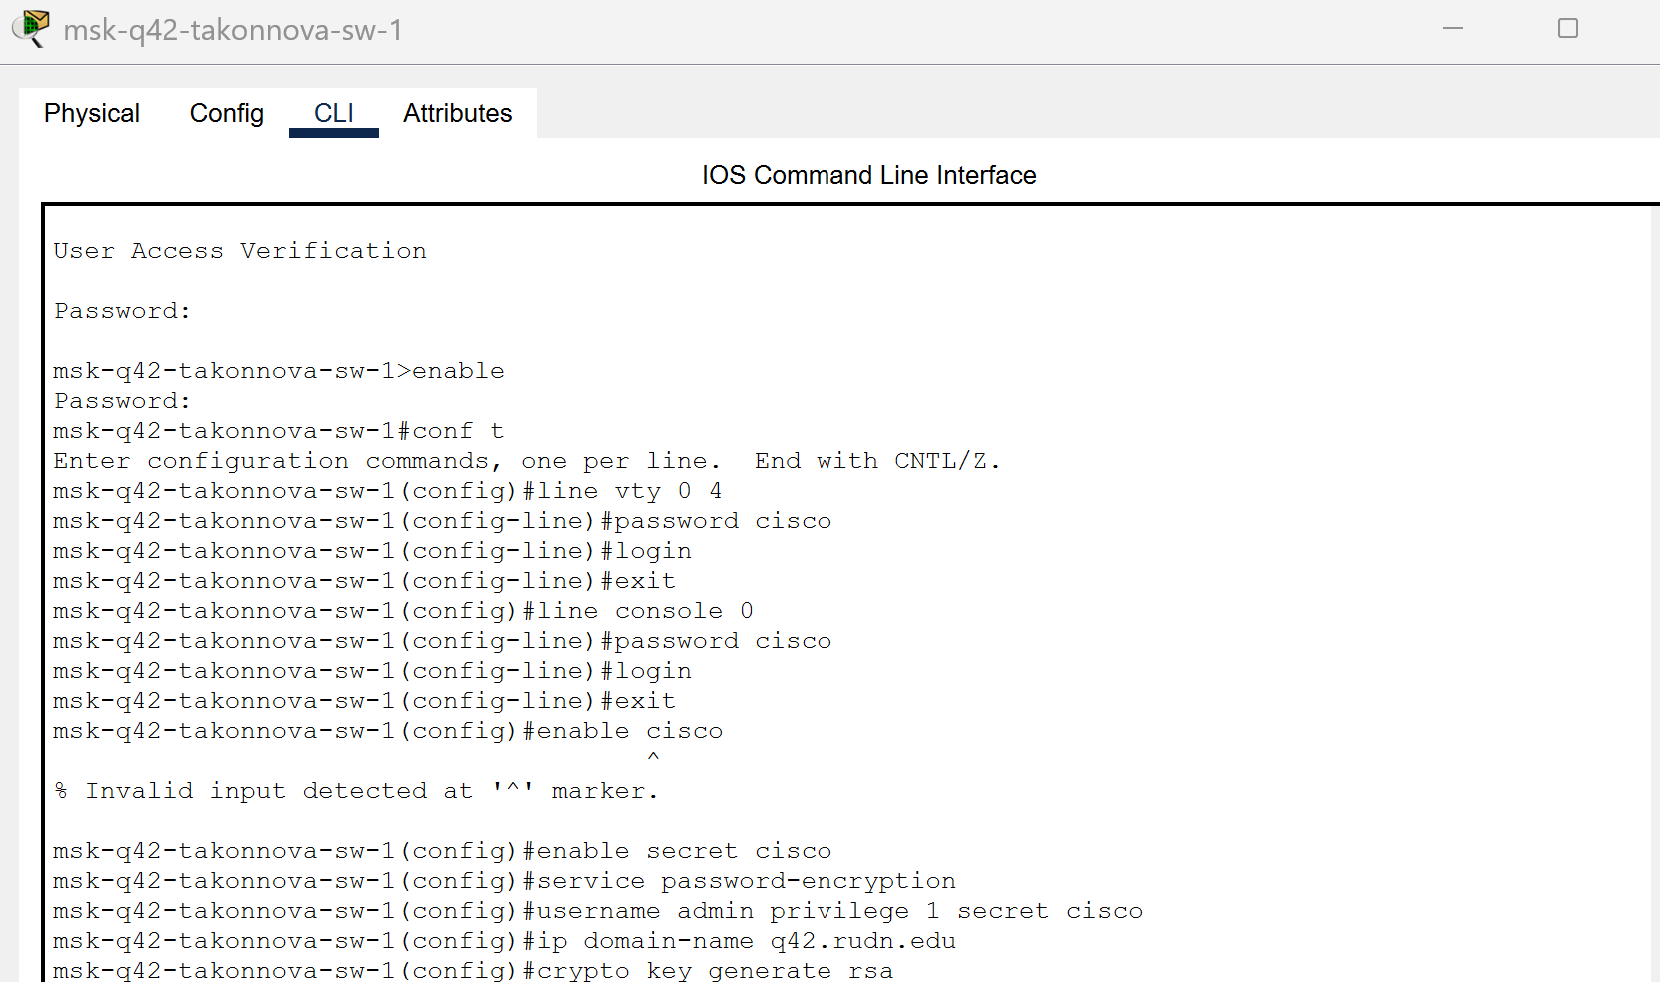 msk-q42-takonnova-sw-1
Physical Config CLI Attributes
IOS Command Line Interface
User Access Verification
Password:
msk-q42-takonnova-sw-1>enable
Password:
msk-q42-takonnova-sw-1#conf t
Enter configuration commands, one per line.  End with CNTL/Z.
msk-q42-takonnova-sw-1(config)#line vty 0 4
msk-q42-takonnova-sw-1(config-line)#password cisco
msk-q42-takonnova-sw-1(config-line)#login
msk-q42-takonnova-sw-1(config-line)#exit
msk-q42-takonnova-sw-1(config)#line console 0
msk-q42-takonnova-sw-1(config-line)#password cisco
msk-q42-takonnova-sw-1(config-line)#login
msk-q42-takonnova-sw-1(config-line)#exit
msk-q42-takonnova-sw-1(config)#enable cisco
^
% Invalid input detected at '^' marker.
msk-q42-takonnova-sw-1(config)#enable secret cisco
msk-q42-takonnova-sw-1(config)#service password-encryption
msk-q42-takonnova-sw-1(config)#username admin privilege 1 secret cisco
msk-q42-takonnova-sw-1(config)#ip domain-name q42.rudn.edu
msk-q42-takonnova-sw-1(config)#crypto key generate rsa